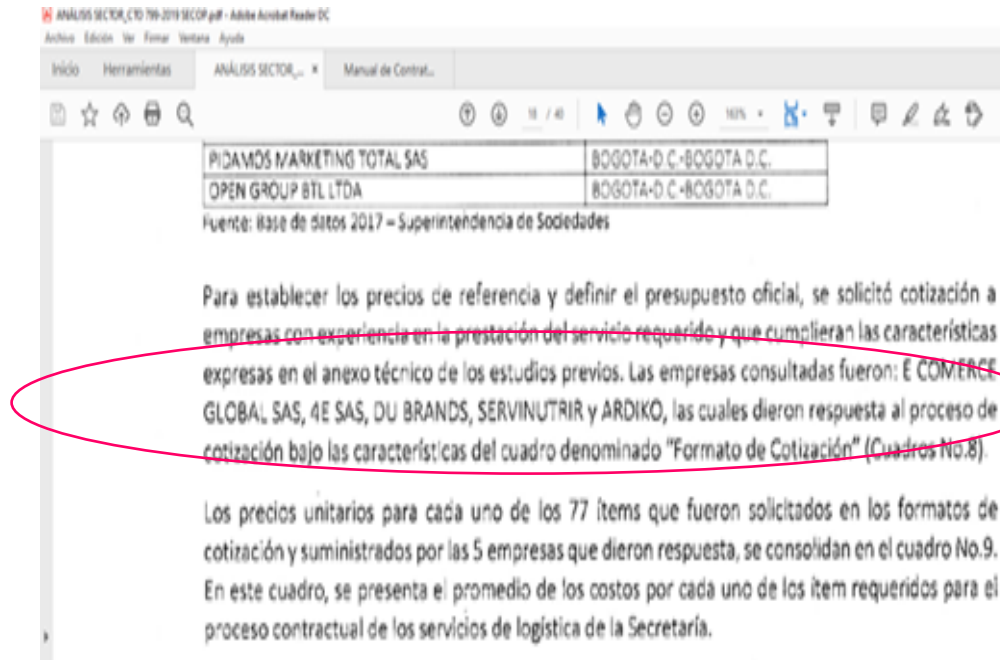 ANÁLISIS SECTOR_CTO 799-2019 SECOP.pdf - Adobe Acrobat Reader DC
Archivo Edición Ver Firmar Ventana Ayuda
Inicio Herramientas ANÁLISIS SECTOR_... × Manual de Contrat...
PIDAMOS MARKETING TOTAL SAS BOGOTA-D.C.-BOGOTA D.C.
OPEN GROUP BTL LTDA BOGOTA-D.C.-BOGOTA D.C.
Fuente: Base de datos 2017 – Superintendencia de Sociedades
Para establecer los precios de referencia y definir el presupuesto oficial, se solicitó cotización a
empresas con experiencia en la prestación del servicio requerido y que cumplieran las características
expresas en el anexo técnico de los estudios previos. Las empresas consultadas fueron: E COMERCE
GLOBAL SAS, 4E SAS, DU BRANDS, SERVINUTRIR y ARDIKO, las cuales dieron respuesta al proceso de
cotización bajo las características del cuadro denominado "Formato de Cotización" (Cuadros No.8).
Los precios unitarios para cada uno de los 77 ítems que fueron solicitados en los formatos de
cotización y suministrados por las 5 empresas que dieron respuesta, se consolidan en el cuadro No.9.
En este cuadro, se presenta el promedio de los costos por cada uno de los ítem requeridos para el
proceso contractual de los servicios de logística de la Secretaría.